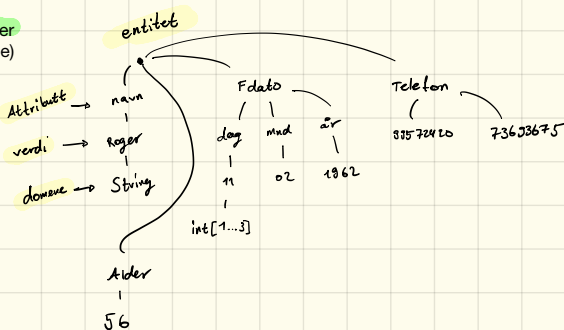 er
e)
entitet
Attributt → navn
verdi → Roger
domene → String
Fdato
dag mnd år
11 02 1962
int[1...3]
Telefon
99572420 73693675
Alder
56